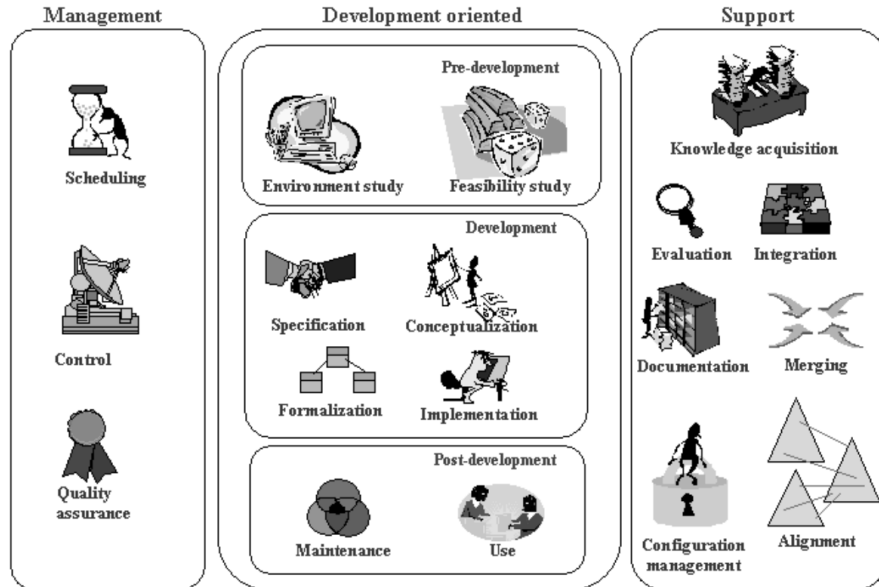 Management
Development oriented
Support
Scheduling
Control
Quality
assurance
Pre-development
Environment study
Feasibility study
Development
Specification
Conceptualization
Formalization
Implementation
Post-development
Maintenance
Use
Knowledge acquisition
Evaluation
Integration
Documentation
Merging
Configuration
management
Alignment